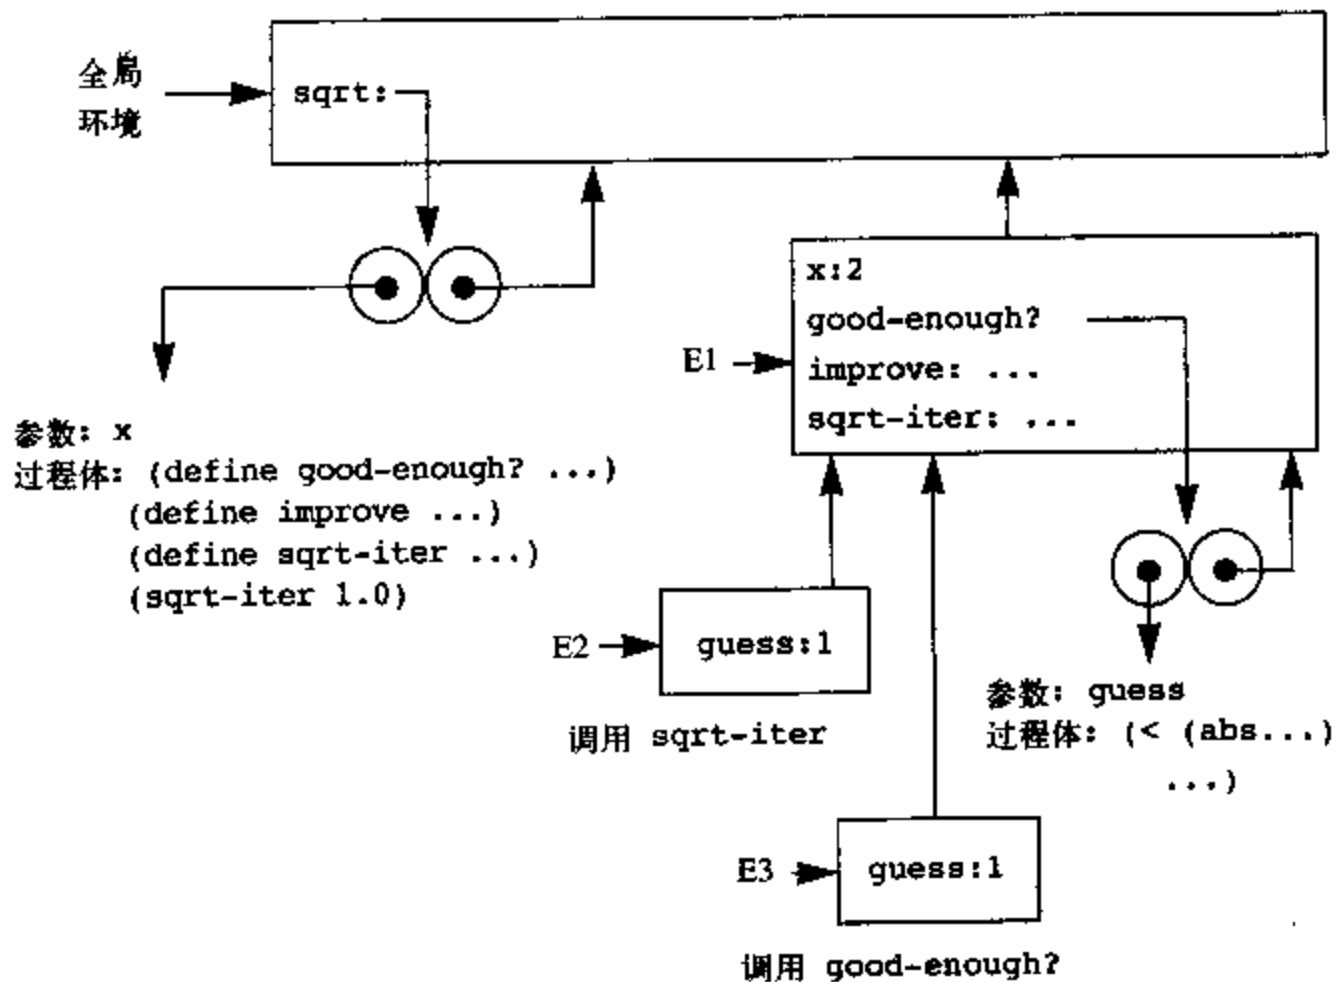 全局
环境
sqrt:
x:2
good-enough?
improve: ...
sqrt-iter: ...
E1
参数: x
过程体: (define good-enough? ...)
(define improve ...)
(define sqrt-iter ...)
(sqrt-iter 1.0)
E2
guess:1
调用 sqrt-iter
参数: guess
过程体: (< (abs...)
...)
E3
guess:1
调用 good-enough?